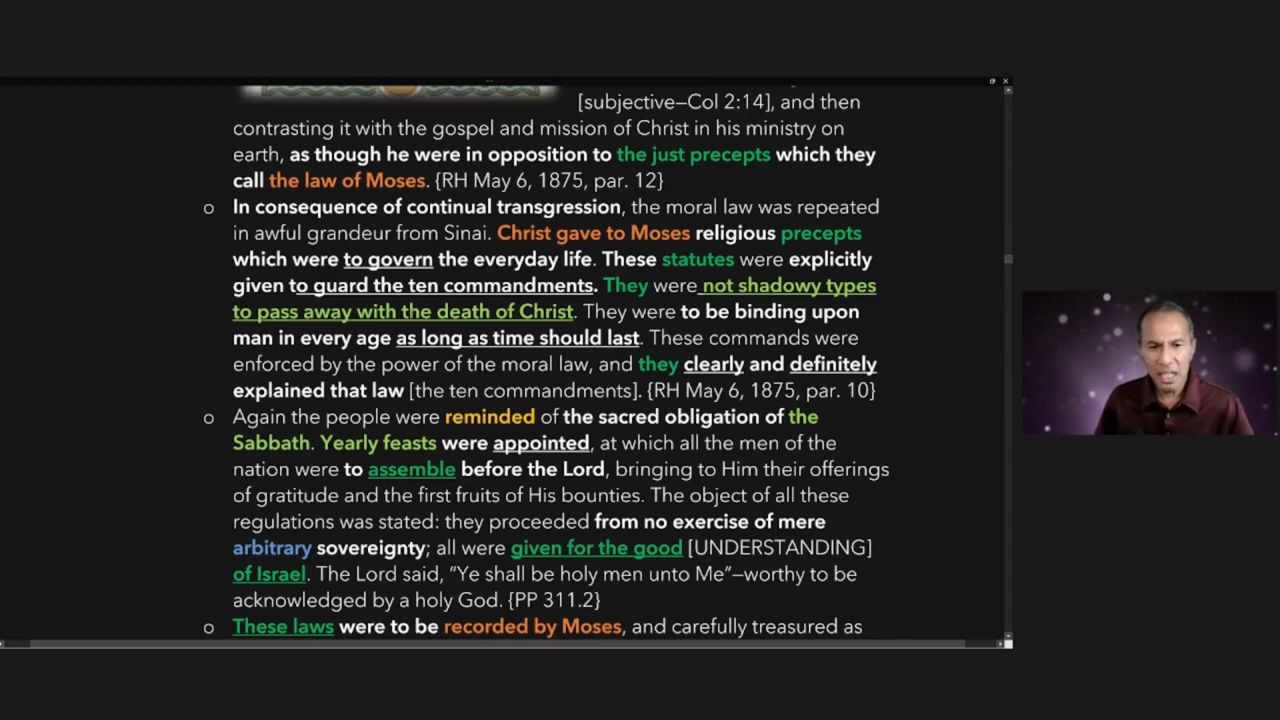 [subjective–Col 2:14], and then
contrasting it with the gospel and mission of Christ in his ministry on
earth, as though he were in opposition to the just precepts which they
call the law of Moses. {RH May 6, 1875, par. 12}
o In consequence of continual transgression, the moral law was repeated
in awful grandeur from Sinai. Christ gave to Moses religious precepts
which were to govern the everyday life. These statutes were explicitly
given to guard the ten commandments. They were not shadowy types
to pass away with the death of Christ. They were to be binding upon
man in every age as long as time should last. These commands were
enforced by the power of the moral law, and they clearly and definitely
explained that law [the ten commandments]. {RH May 6, 1875, par. 10}
o Again the people were reminded of the sacred obligation of the
Sabbath. Yearly feasts were appointed, at which all the men of the
nation were to assemble before the Lord, bringing to Him their offerings
of gratitude and the first fruits of His bounties. The object of all these
regulations was stated: they proceeded from no exercise of mere
arbitrary sovereignty; all were given for the good [UNDERSTANDING]
of Israel. The Lord said, "Ye shall be holy men unto Me"–worthy to be
acknowledged by a holy God. {PP 311.2}
o These laws were to be recorded by Moses, and carefully treasured as